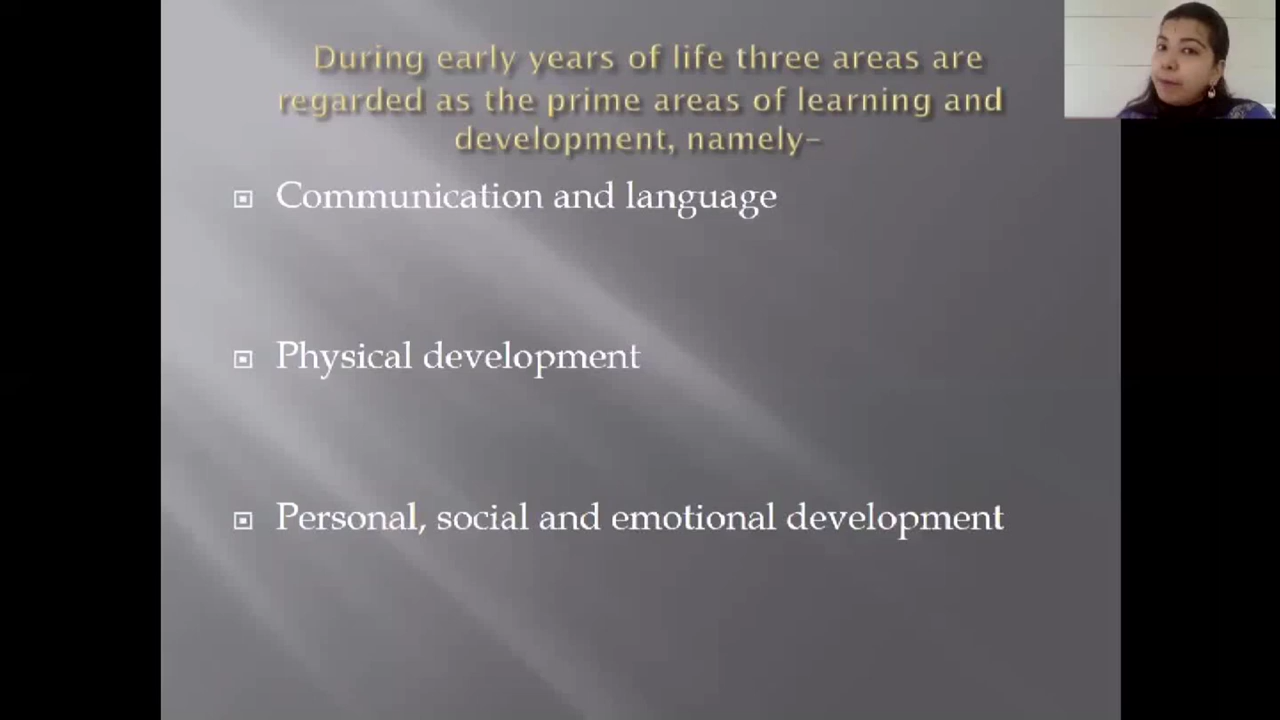 During early years of life three areas are
regarded as the prime areas of learning and
development, namely-
Communication and language
Physical development
Personal, social and emotional development